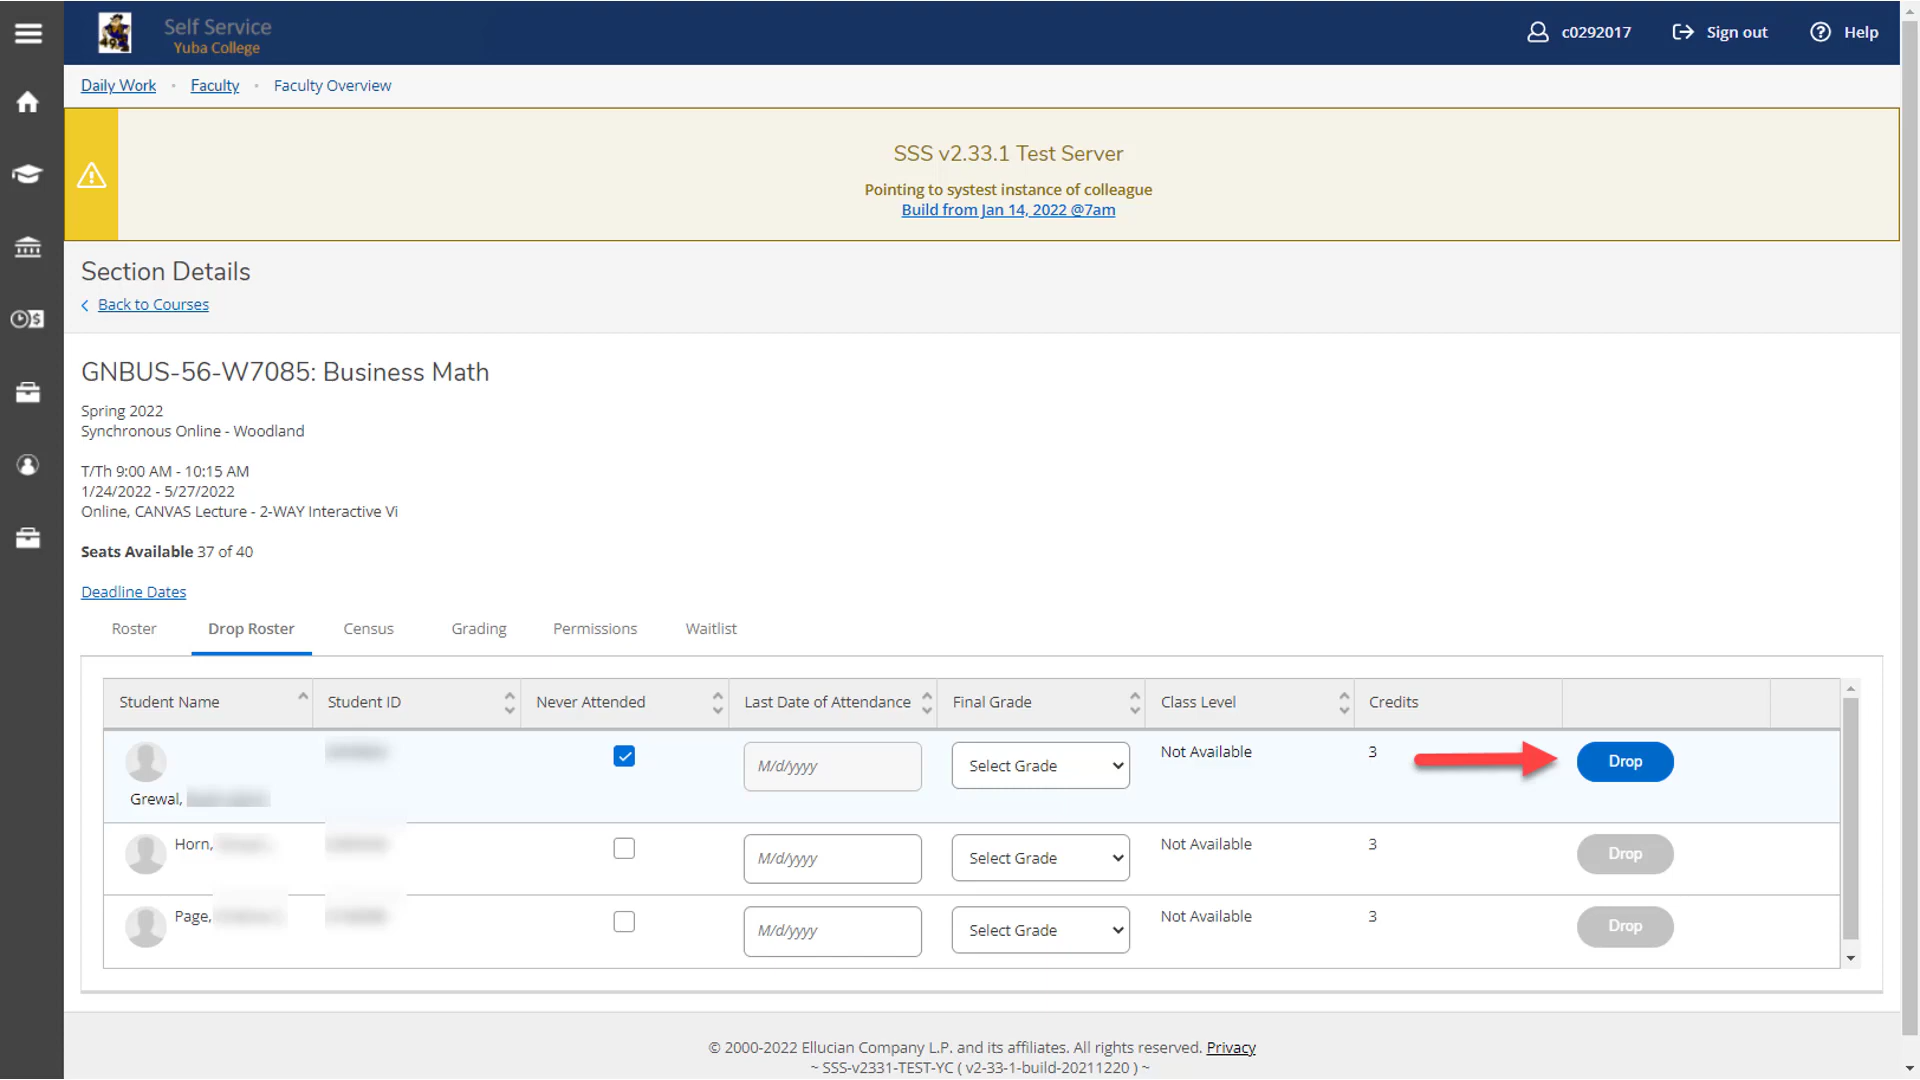 Self Service
Yuba College
c0292017
Sign out
Help
Daily Work
Faculty
Faculty Overview
SSS v2.33.1 Test Server
Pointing to systest instance of colleague
Build from Jan 14, 2022 @7am
Section Details
Back to Courses
GNBUS-56-W7085: Business Math
Spring 2022
Synchronous Online - Woodland
T/Th 9:00 AM - 10:15 AM
1/24/2022 - 5/27/2022
Online, CANVAS Lecture - 2-WAY Interactive Vi
Seats Available 37 of 40
Deadline Dates
Roster
Drop Roster
Census
Grading
Permissions
Waitlist
Student Name
Student ID
Never Attended
Last Date of Attendance
Final Grade
Class Level
Credits
M/d/yyyy
Select Grade
Not Available
3
Drop
Grewal,
Horn,
M/d/yyyy
Select Grade
Not Available
3
Drop
Page,
M/d/yyyy
Select Grade
Not Available
3
Drop
© 2000-2022 Ellucian Company L.P. and its affiliates. All rights reserved. Privacy
~ SSS-v2331-TEST-YC ( v2-33-1-build-20211220 ) ~